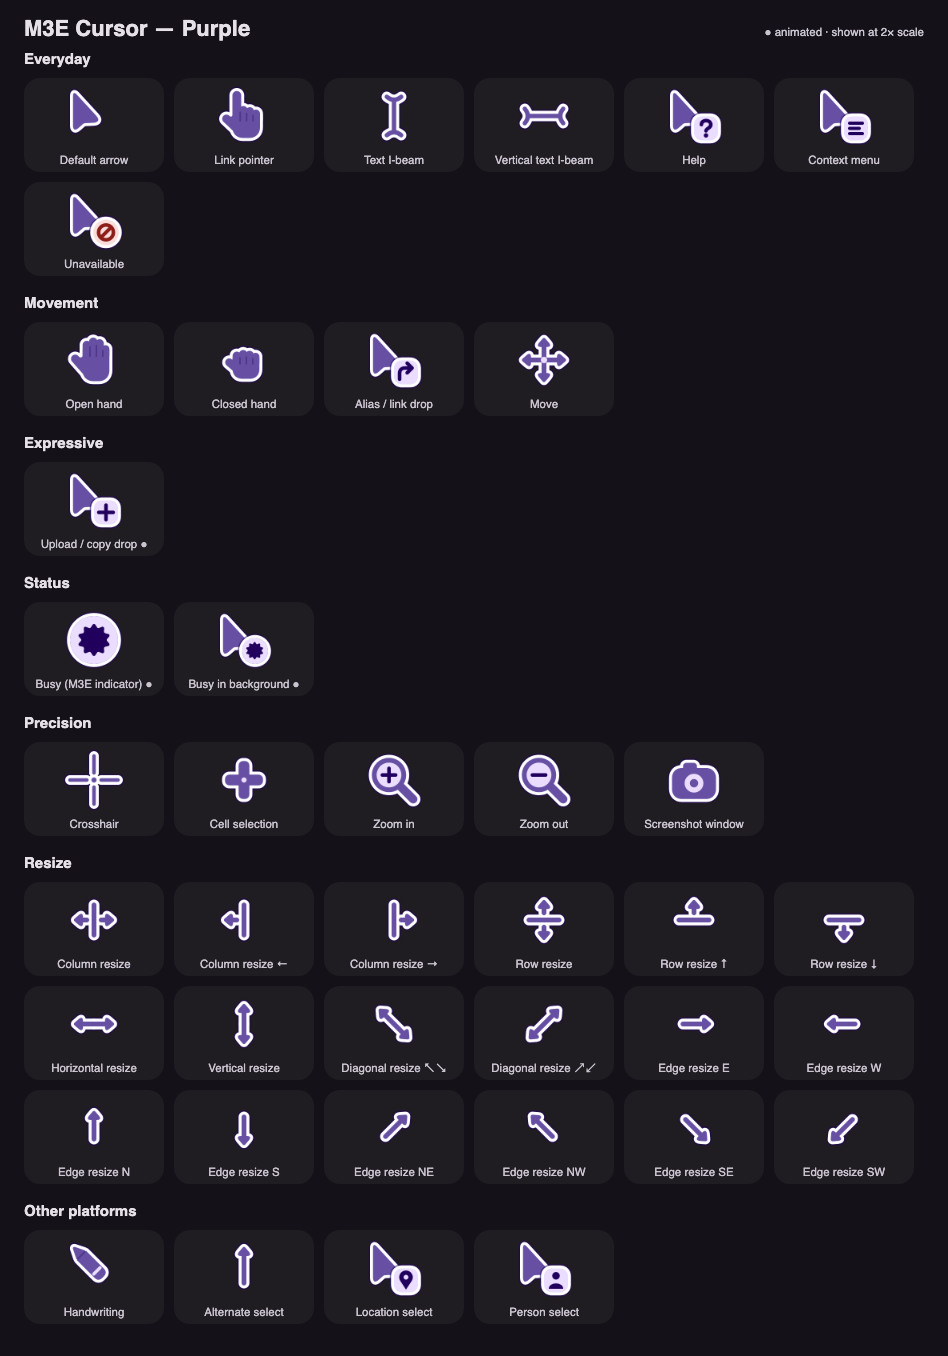 M3E Cursor — Purple
● animated · shown at 2× scale
Everyday
Default arrow
Link pointer
Text I-beam
Vertical text I-beam
Help
Context menu
Unavailable
Movement
Open hand
Closed hand
Alias / link drop
Move
Expressive
Upload / copy drop ●
Status
Busy (M3E indicator) ●
Busy in background ●
Precision
Crosshair
Cell selection
Zoom in
Zoom out
Screenshot window
Resize
Column resize
Column resize ←
Column resize →
Row resize
Row resize ↑
Row resize ↓
Horizontal resize
Vertical resize
Diagonal resize ↖↘
Diagonal resize ↗↙
Edge resize E
Edge resize W
Edge resize N
Edge resize S
Edge resize NE
Edge resize NW
Edge resize SE
Edge resize SW
Other platforms
Handwriting
Alternate select
Location select
Person select